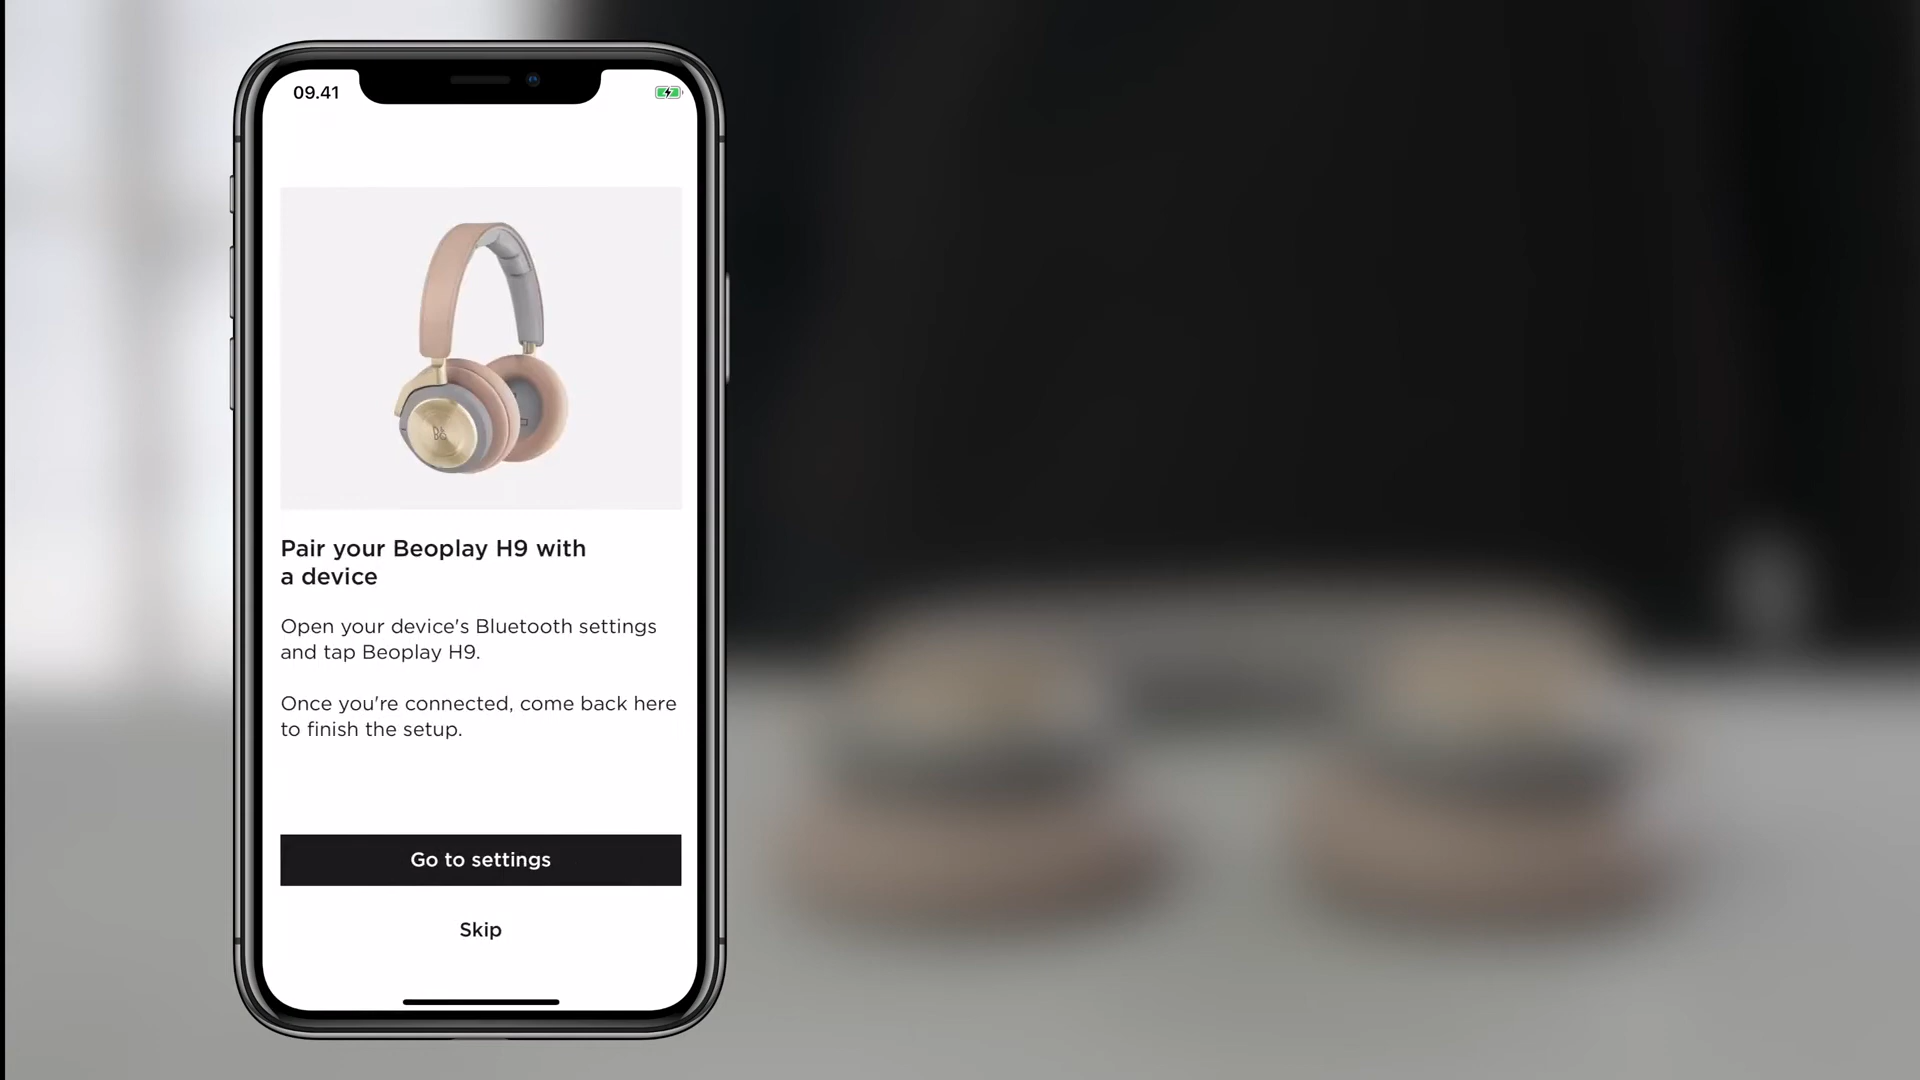 09.41
Pair your Beoplay H9 with
a device
Open your device's Bluetooth settings
and tap Beoplay H9.
Once you're connected, come back here
to finish the setup.
Go to settings
Skip